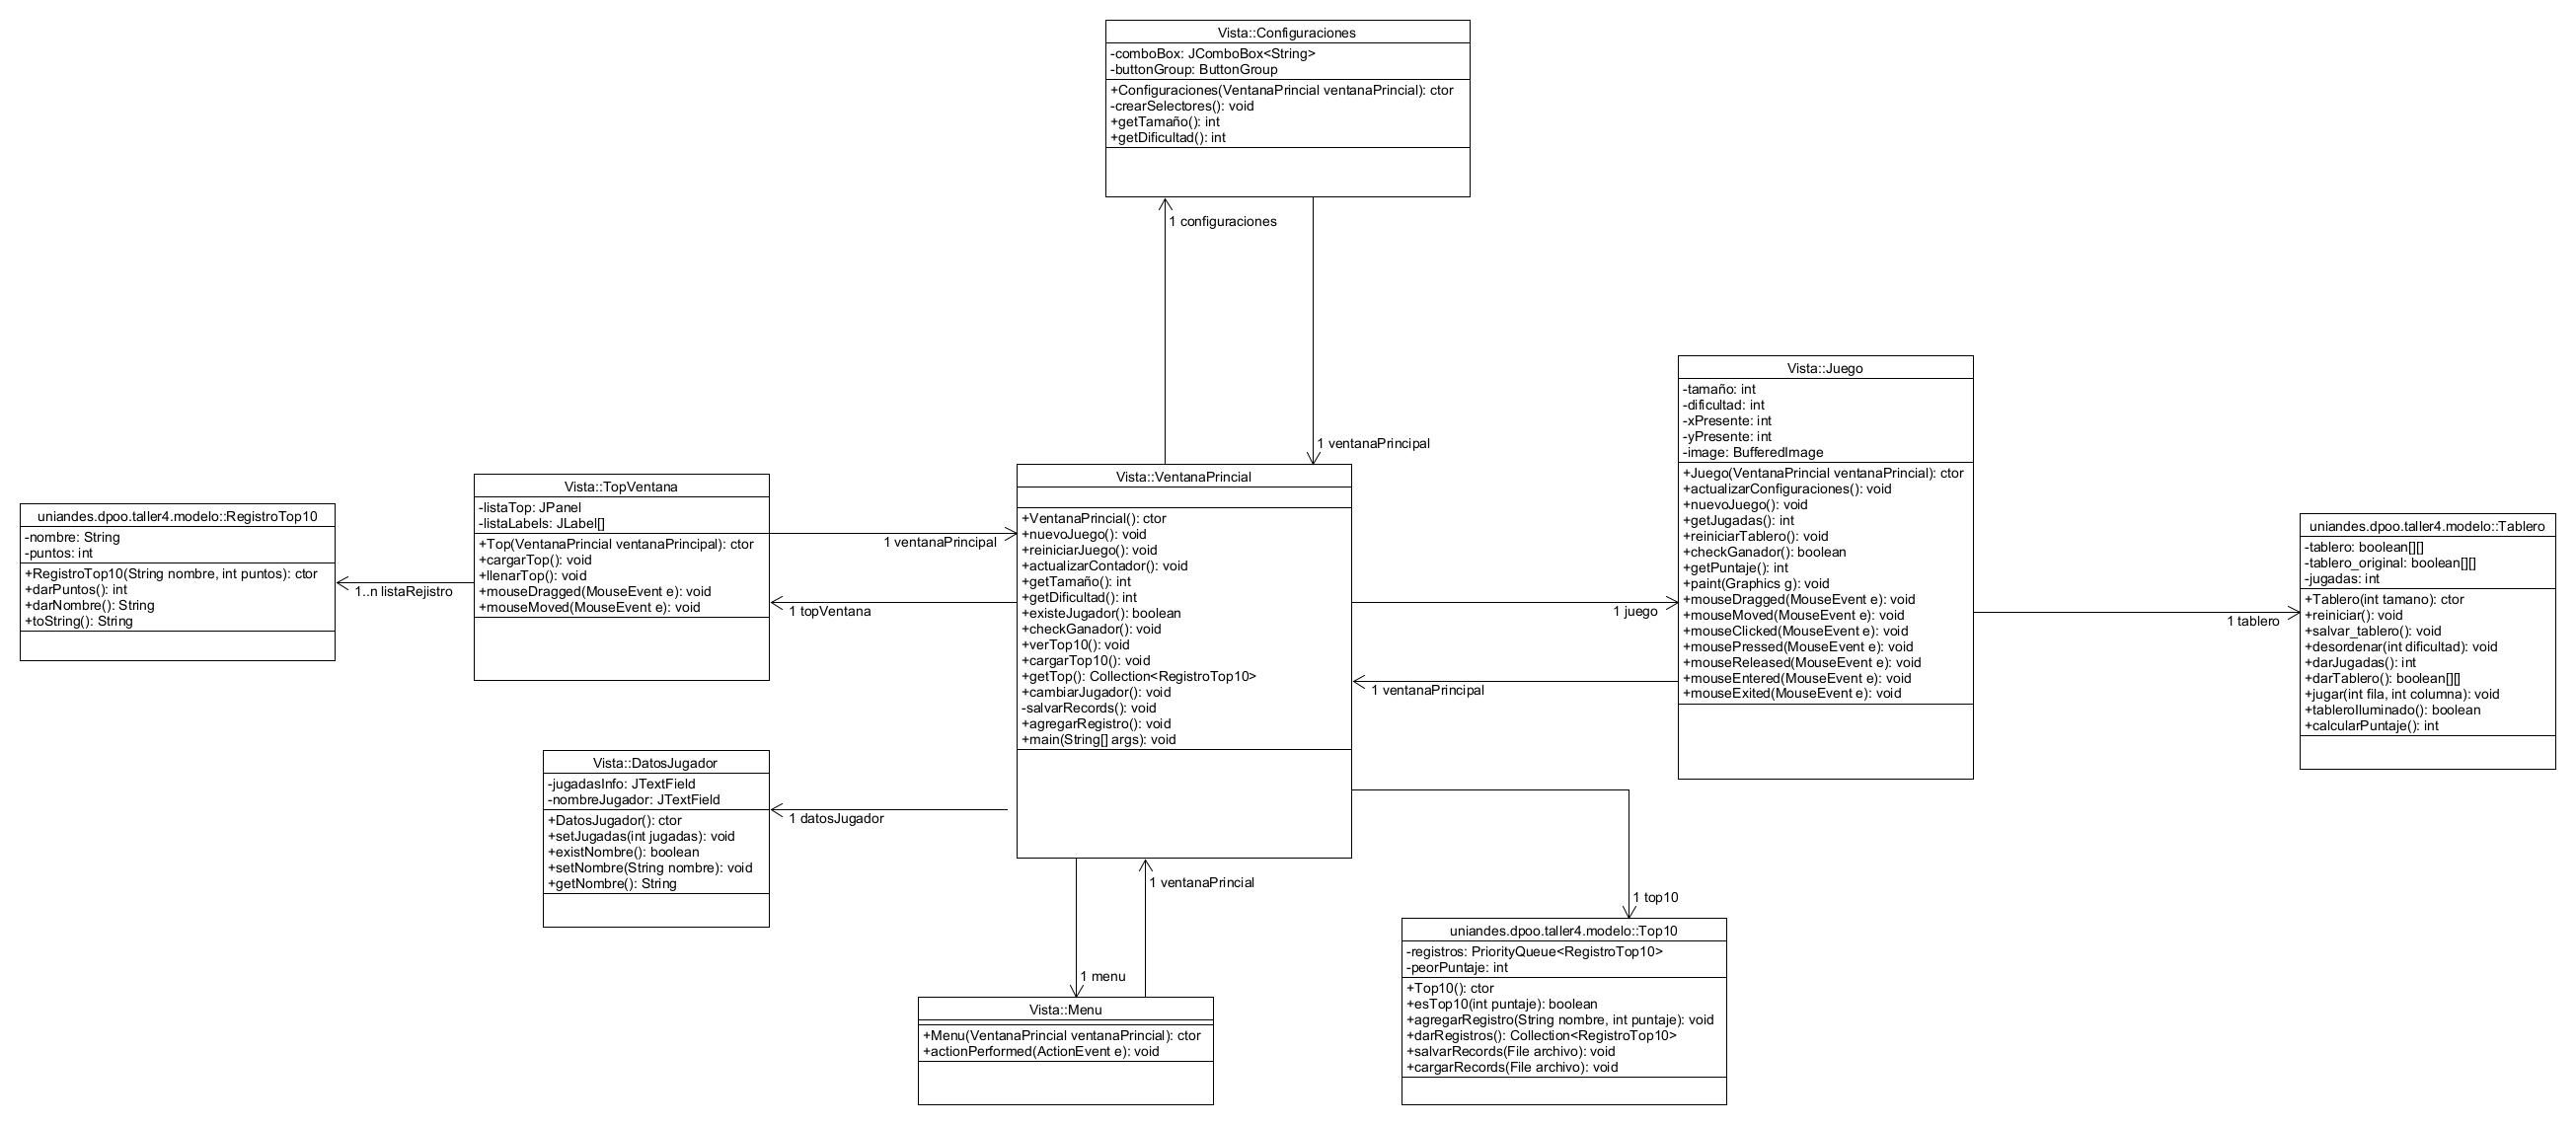 Vista::Configuraciones
-comboBox: JComboBox<String>
-buttonGroup: ButtonGroup
+Configuraciones(VentanaPrincial ventanaPrincial): ctor
-crearSelectores(): void
+getTamaño(): int
+getDificultad(): int
1 configuraciones
1 ventanaPrincipal
uniandes.dpoo.taller4.modelo::RegistroTop10
-nombre: String
-puntos: int
+RegistroTop10(String nombre, int puntos): ctor
+darPuntos(): int
+darNombre(): String
+toString(): String
1..n listaRejistro
Vista::TopVentana
-listaTop: JPanel
-listaLabels: JLabel[]
+Top(VentanaPrincial ventanaPrincipal): ctor
+cargarTop(): void
+llenarTop(): void
+mouseDragged(MouseEvent e): void
+mouseMoved(MouseEvent e): void
1 ventanaPrincipal
1 topVentana
Vista::VentanaPrincial
+VentanaPrincial(): ctor
+nuevoJuego(): void
+reiniciarJuego(): void
+actualizarContador(): void
+getTamaño(): int
+getDificultad(): int
+existeJugador(): boolean
+checkGanador(): void
+verTop10(): void
+cargarTop10(): void
+getTop(): Collection<RegistroTop10>
+cambiarJugador(): void
-salvarRecords(): void
+agregarRegistro(): void
+main(String[] args): void
1 juego
1 ventanaPrincipal
Vista::Juego
-tamaño: int
-dificultad: int
-xPresente: int
-yPresente: int
-image: BufferedImage
+Juego(VentanaPrincial ventanaPrincial): ctor
+actualizarConfiguraciones(): void
+nuevoJuego(): void
+getJugadas(): int
+reiniciarTablero(): void
+checkGanador(): boolean
+getPuntaje(): int
+paint(Graphics g): void
+mouseDragged(MouseEvent e): void
+mouseMoved(MouseEvent e): void
+mouseClicked(MouseEvent e): void
+mousePressed(MouseEvent e): void
+mouseReleased(MouseEvent e): void
+mouseEntered(MouseEvent e): void
+mouseExited(MouseEvent e): void
1 tablero
uniandes.dpoo.taller4.modelo::Tablero
-tablero: boolean[][]
-tablero_original: boolean[][]
-jugadas: int
+Tablero(int tamano): ctor
+reiniciar(): void
+salvar_tablero(): void
+desordenar(int dificultad): void
+darJugadas(): int
+darTablero(): boolean[][]
+jugar(int fila, int columna): void
+tableroIluminado(): boolean
+calcularPuntaje(): int
Vista::DatosJugador
-jugadasInfo: JTextField
-nombreJugador: JTextField
+DatosJugador(): ctor
+setJugadas(int jugadas): void
+existNombre(): boolean
+setNombre(String nombre): void
+getNombre(): String
1 datosJugador
1 ventanaPrincial
1 menu
Vista::Menu
+Menu(VentanaPrincial ventanaPrincial): ctor
+actionPerformed(ActionEvent e): void
1 top10
uniandes.dpoo.taller4.modelo::Top10
-registros: PriorityQueue<RegistroTop10>
-peorPuntaje: int
+Top10(): ctor
+esTop10(int puntaje): boolean
+agregarRegistro(String nombre, int puntaje): void
+darRegistros(): Collection<RegistroTop10>
+salvarRecords(File archivo): void
+cargarRecords(File archivo): void